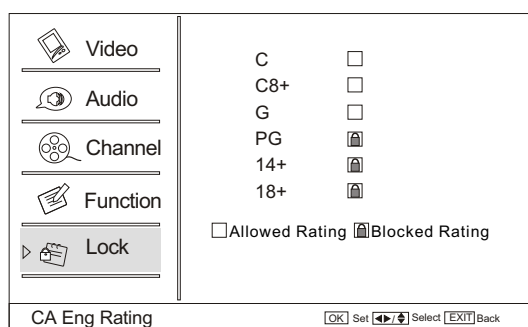 Video
Audio
Channel
Function
Lock
C
C8+
G
PG
14+
18+
Allowed Rating Blocked Rating
CA Eng Rating
OK Set / Select EXIT Back